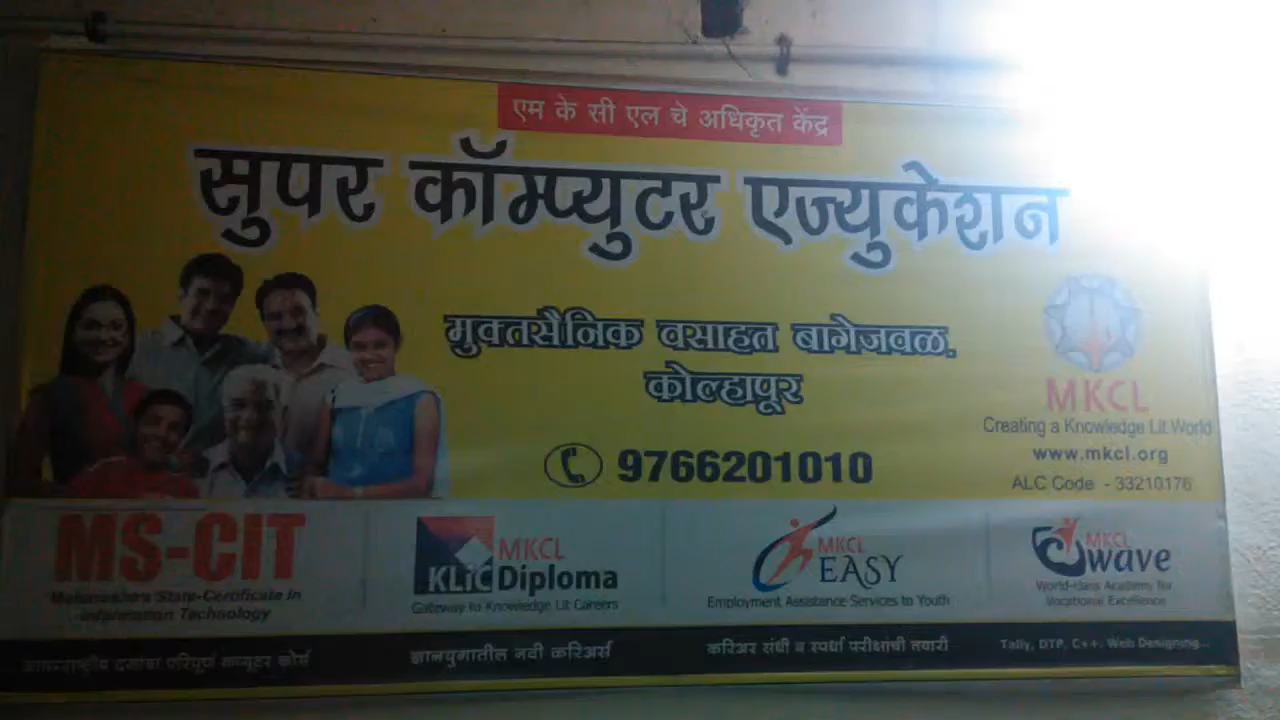 एम के सी एल चे अधिकृत केंद्र
सुपर कॉम्प्युटर एज्युकेशन
मुक्तसैनिक वसाहत बागेजवळ.
कोल्हापूर
9766201010
MKCL
Creating a Knowledge Lit World
www.mkcl.org
ALC Code - 33210176
MS-CIT
Maharashtra State-Certificate in
Information Technology
MKCL
KLiC Diploma
Gateway to Knowledge Lit Careers
MKCL
EASY
Employment Assistance Services to Youth
MKCL
wave
World-class Academy for
Vocational Excellence
दर्जाचा परिपूर्ण कॉम्प्युटर कोर्स
ज्ञानयुगातील नवी करिअर्स
करिअर संधी व स्पर्धा परीक्षांची तयारी
Tally, DTP, C++, Web Designing...